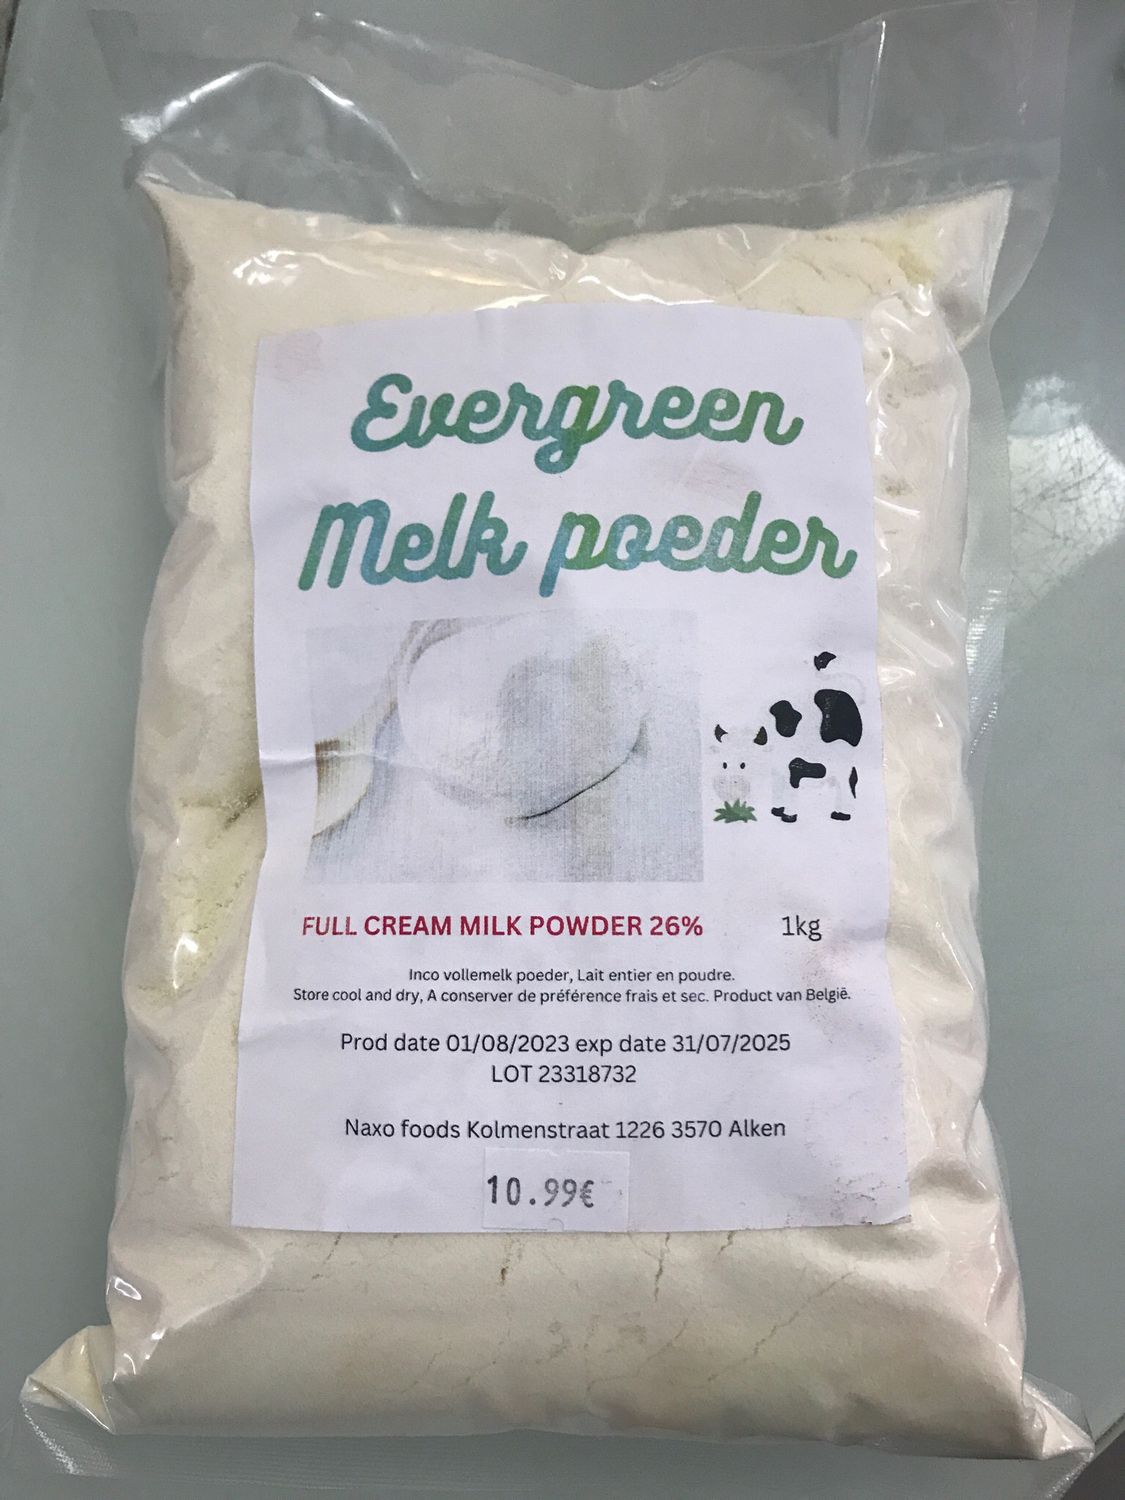 Evergreen
Melk poeder
FULL CREAM MILK POWDER 26% 1kg
Inco vollemelk poeder, Lait entier en poudre.
Store cool and dry, A conserver de préférence frais et sec. Product van België.
Prod date 01/08/2023 exp date 31/07/2025
LOT 23318732
Naxo foods Kolmenstraat 1226 3570 Alken
10.99€